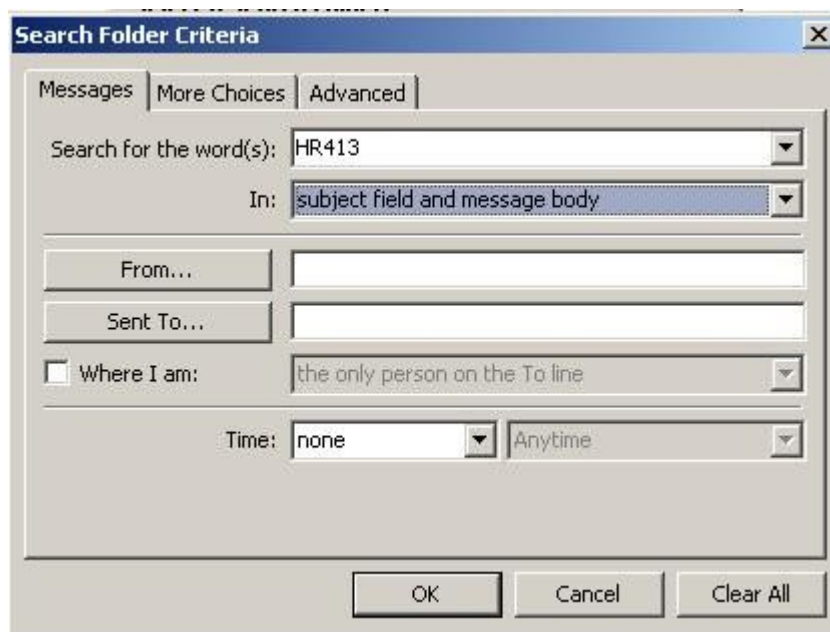 Search Folder Criteria
Messages More Choices Advanced
Search for the word(s): HR413
In: subject field and message body
From...
Sent To...
Where I am: the only person on the To line
Time: none Anytime
OK Cancel Clear All